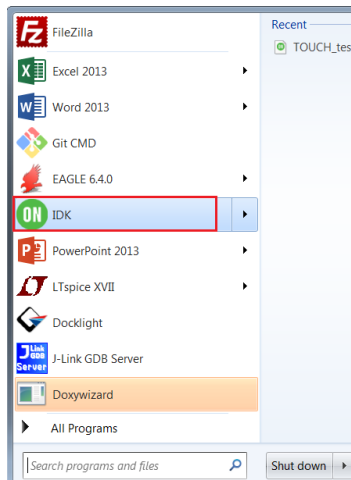 FileZilla
Excel 2013
Word 2013
Git CMD
EAGLE 6.4.0
ON IDK
PowerPoint 2013
LTspice XVII
Docklight
J-Link GDB Server
Doxywizard
All Programs
Search programs and files
Recent
TOUCH_tes
Shut down